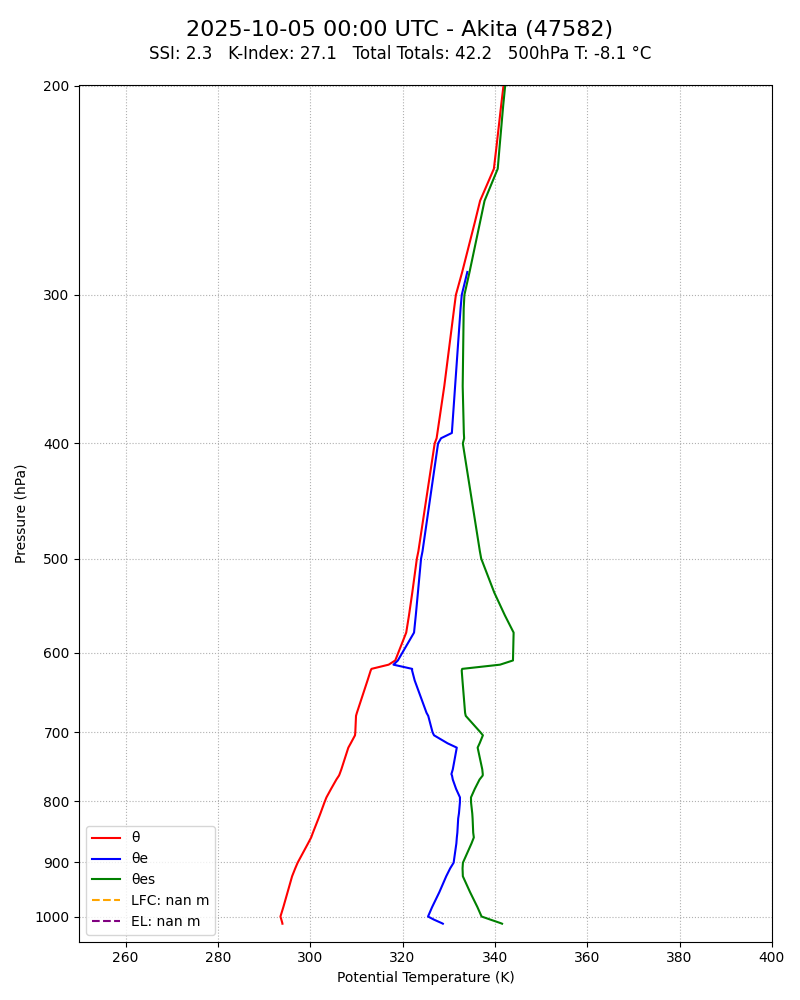 2025-10-05 00:00 UTC - Akita (47582)
SSI: 2.3   K-Index: 27.1   Total Totals: 42.2   500hPa T: -8.1 °C
200
300
400
500
600
700
800
900
1000
Pressure (hPa)
θ
θe
θes
LFC: nan m
EL: nan m
260 280 300 320 340 360 380 400
Potential Temperature (K)